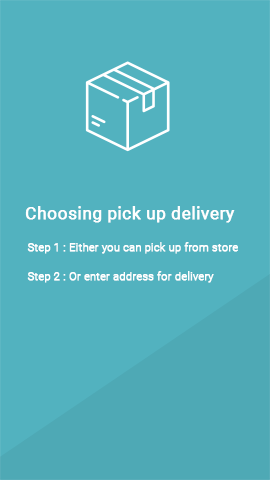 Choosing pick up delivery
Step 1 : Either you can pick up from store
Step 2 : Or enter address for delivery